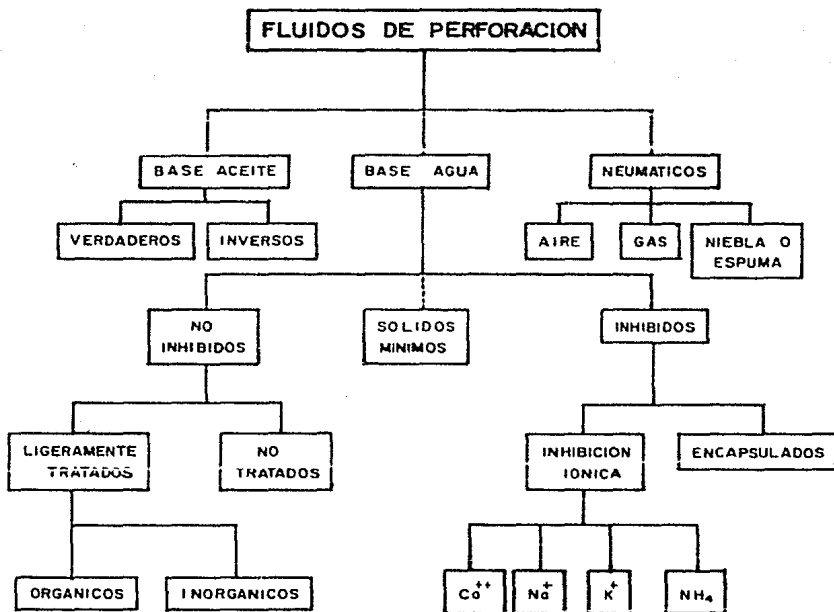 FLUIDOS DE PERFORACION
BASE ACEITE
BASE AGUA
NEUMATICOS
VERDADEROS
INVERSOS
AIRE
GAS
NIEBLA O
ESPUMA
NO
INHIBIDOS
SOLIDOS
MINIMOS
INHIBIDOS
LIGERAMENTE
TRATADOS
NO
TRATADOS
INHIBICION
IONICA
ENCAPSULADOS
ORGANICOS
INORGANICOS
Ca++
Na+
K+
NH4